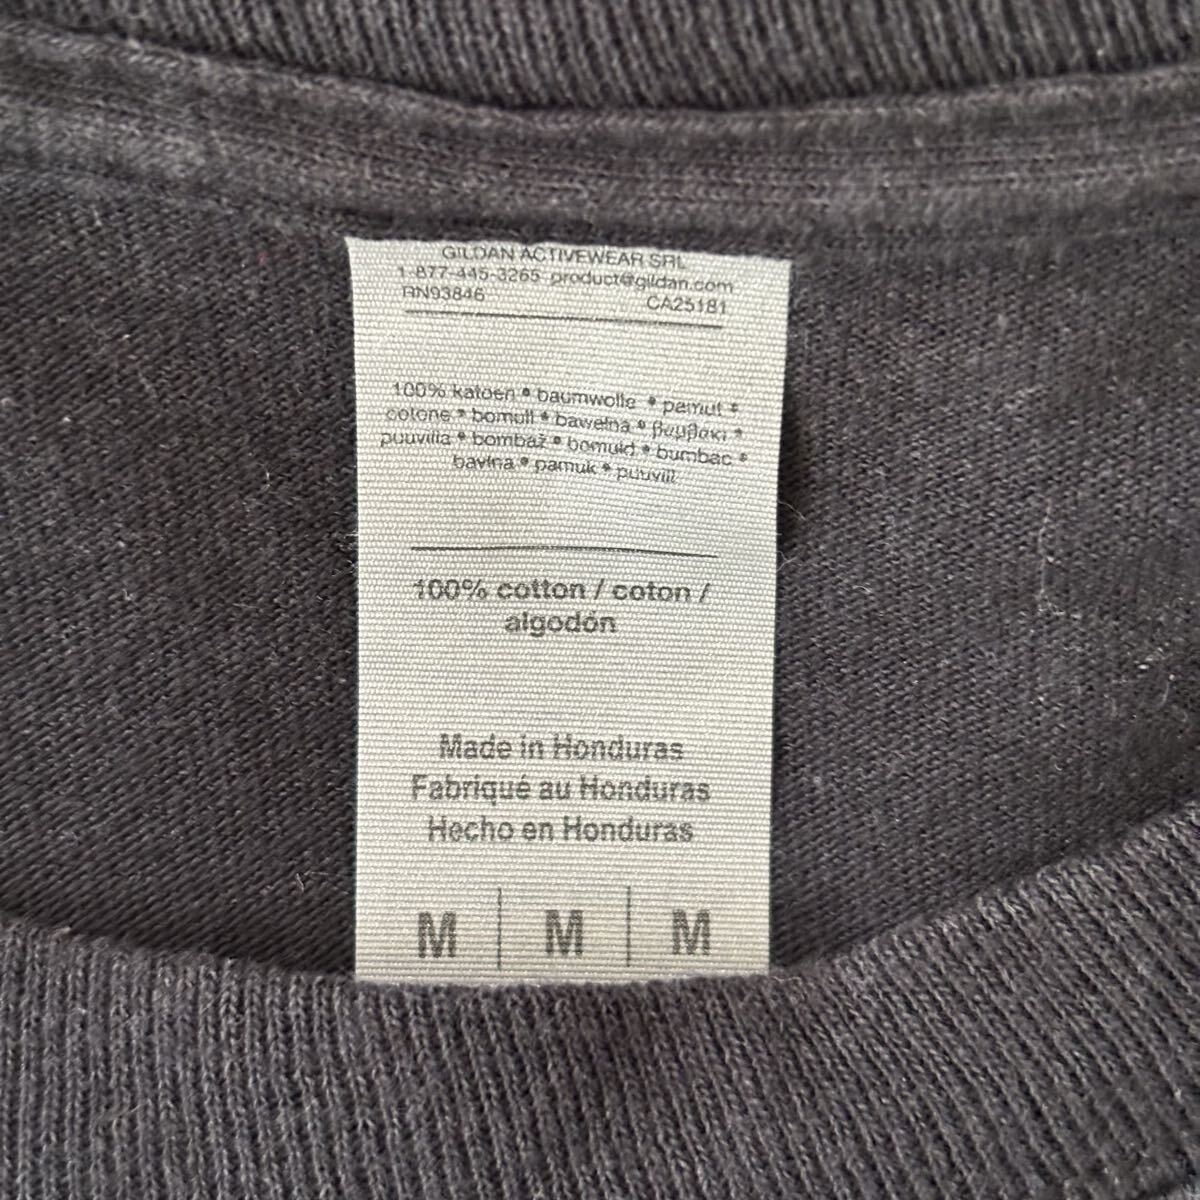 GILDAN ACTIVEWEAR SRL
1-877-445-3265 product@gildan.com
RN93846 CA25181
100% katoen • baumwolle • pamut •
cotone • bomull • bawełna • βαμβακι •
puuvilla • bombaž • bomuld • bumbac •
bavlna • pamuk • puuvill
100% cotton / coton /
algodón
Made in Honduras
Fabriqué au Honduras
Hecho en Honduras
M | M | M